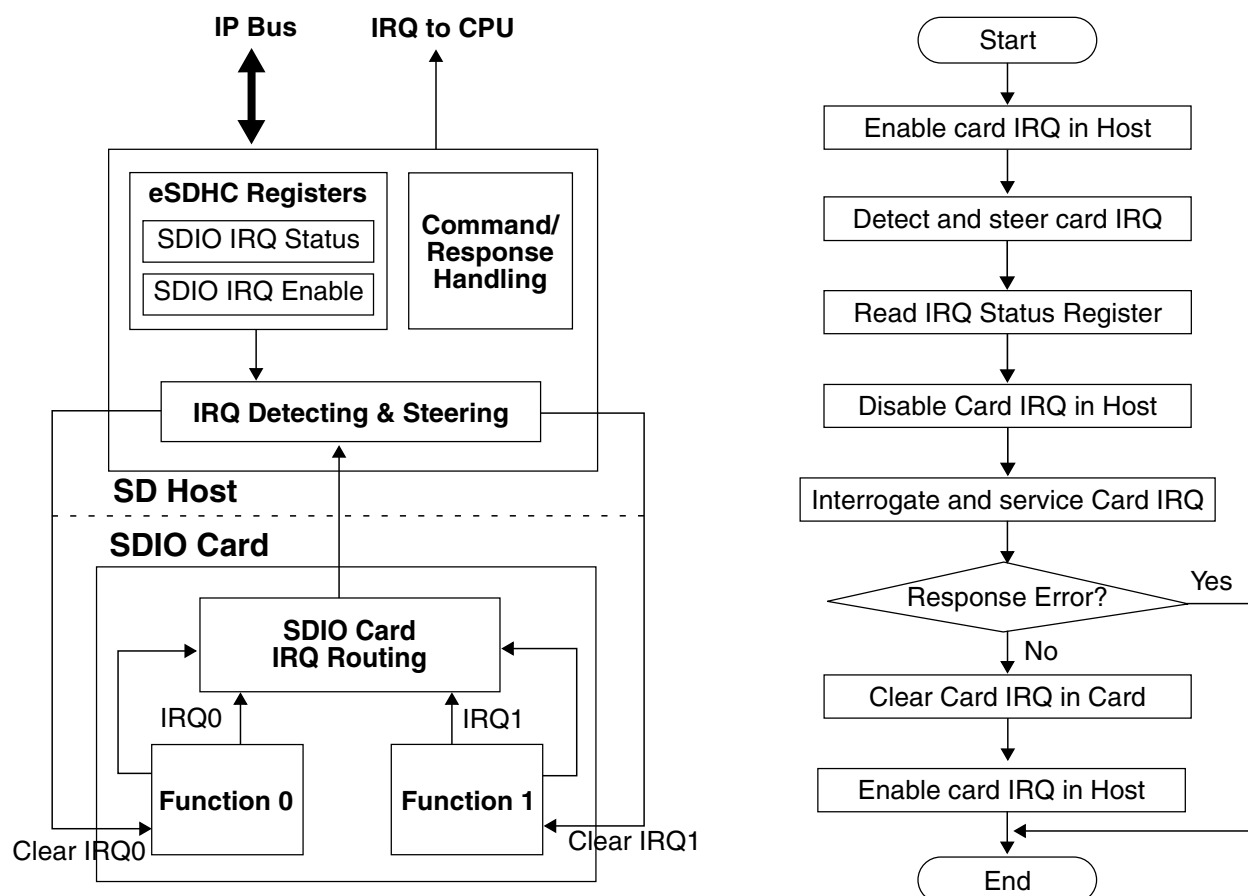 IP Bus
IRQ to CPU
eSDHC Registers
SDIO IRQ Status
SDIO IRQ Enable
Command/
Response
Handling
IRQ Detecting & Steering
SD Host
SDIO Card
SDIO Card
IRQ Routing
IRQ0
IRQ1
Function 0
Function 1
Clear IRQ0
Clear IRQ1
Start
Enable card IRQ in Host
Detect and steer card IRQ
Read IRQ Status Register
Disable Card IRQ in Host
Interrogate and service Card IRQ
Response Error?
Yes
No
Clear Card IRQ in Card
Enable card IRQ in Host
End